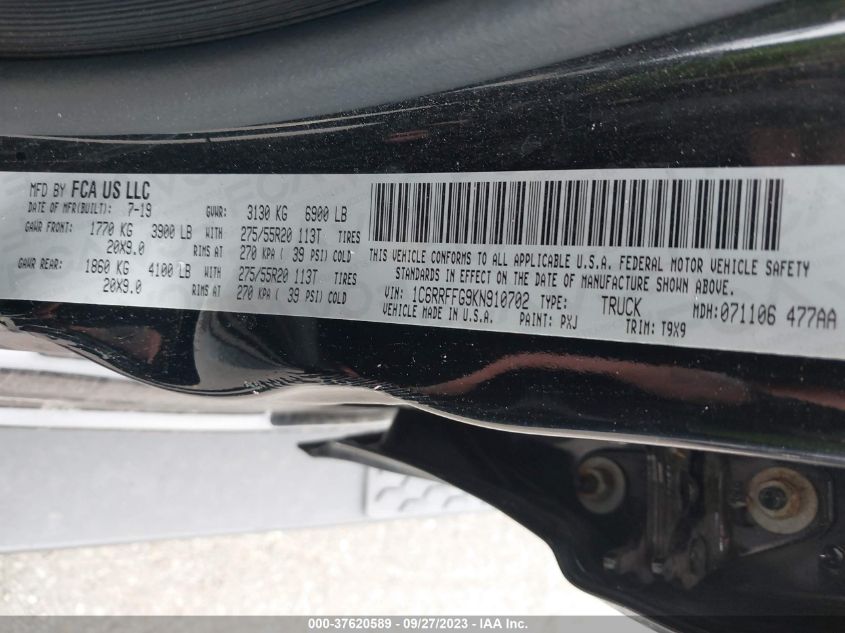 MFD BY FCA US LLC
DATE OF MFR(BUILT): 7-19 GVWR: 3130 KG 6900 LB
GAWR FRONT: 1770 KG 3900 LB WITH 275/55R20 113T TIRES
20X9.0 RIMS AT 270 KPA ( 39 PSI) COLD
GAWR REAR: 1860 KG 4100 LB WITH 275/55R20 113T TIRES
20X9.0 RIMS AT 270 KPA ( 39 PSI) COLD
THIS VEHICLE CONFORMS TO ALL APPLICABLE U.S.A. FEDERAL MOTOR VEHICLE SAFETY
STANDARDS IN EFFECT ON THE DATE OF MANUFACTURE SHOWN ABOVE.
VIN: 1C6RRFFG9KN910702 TYPE: TRUCK MDH:071106 477AA
VEHICLE MADE IN U.S.A. PAINT: PXJ TRIM: T9X9
000-37620589 - 09/27/2023 - IAA Inc.